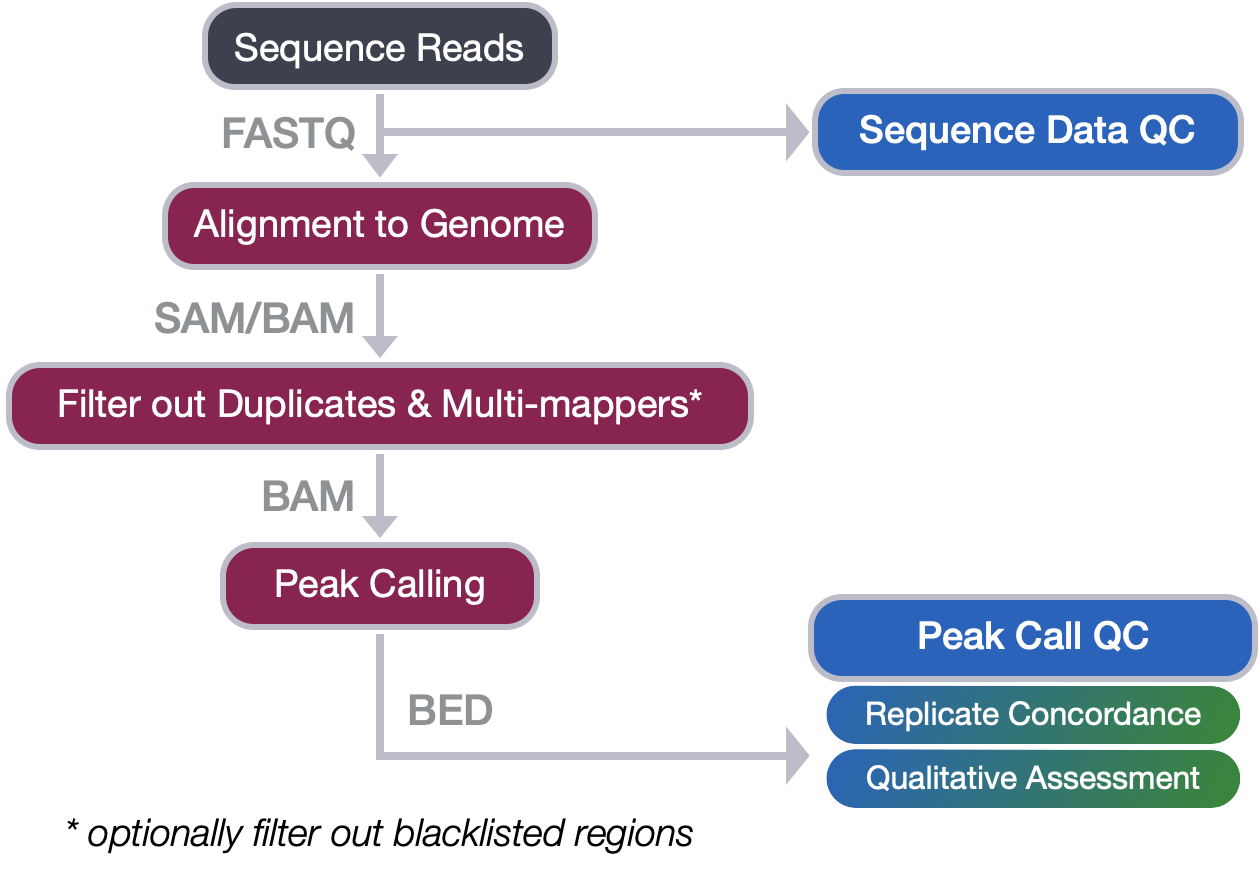 Sequence Reads
FASTQ
Sequence Data QC
Alignment to Genome
SAM/BAM
Filter out Duplicates & Multi-mappers*
BAM
Peak Calling
Peak Call QC
BED
Replicate Concordance
Qualitative Assessment
* optionally filter out blacklisted regions